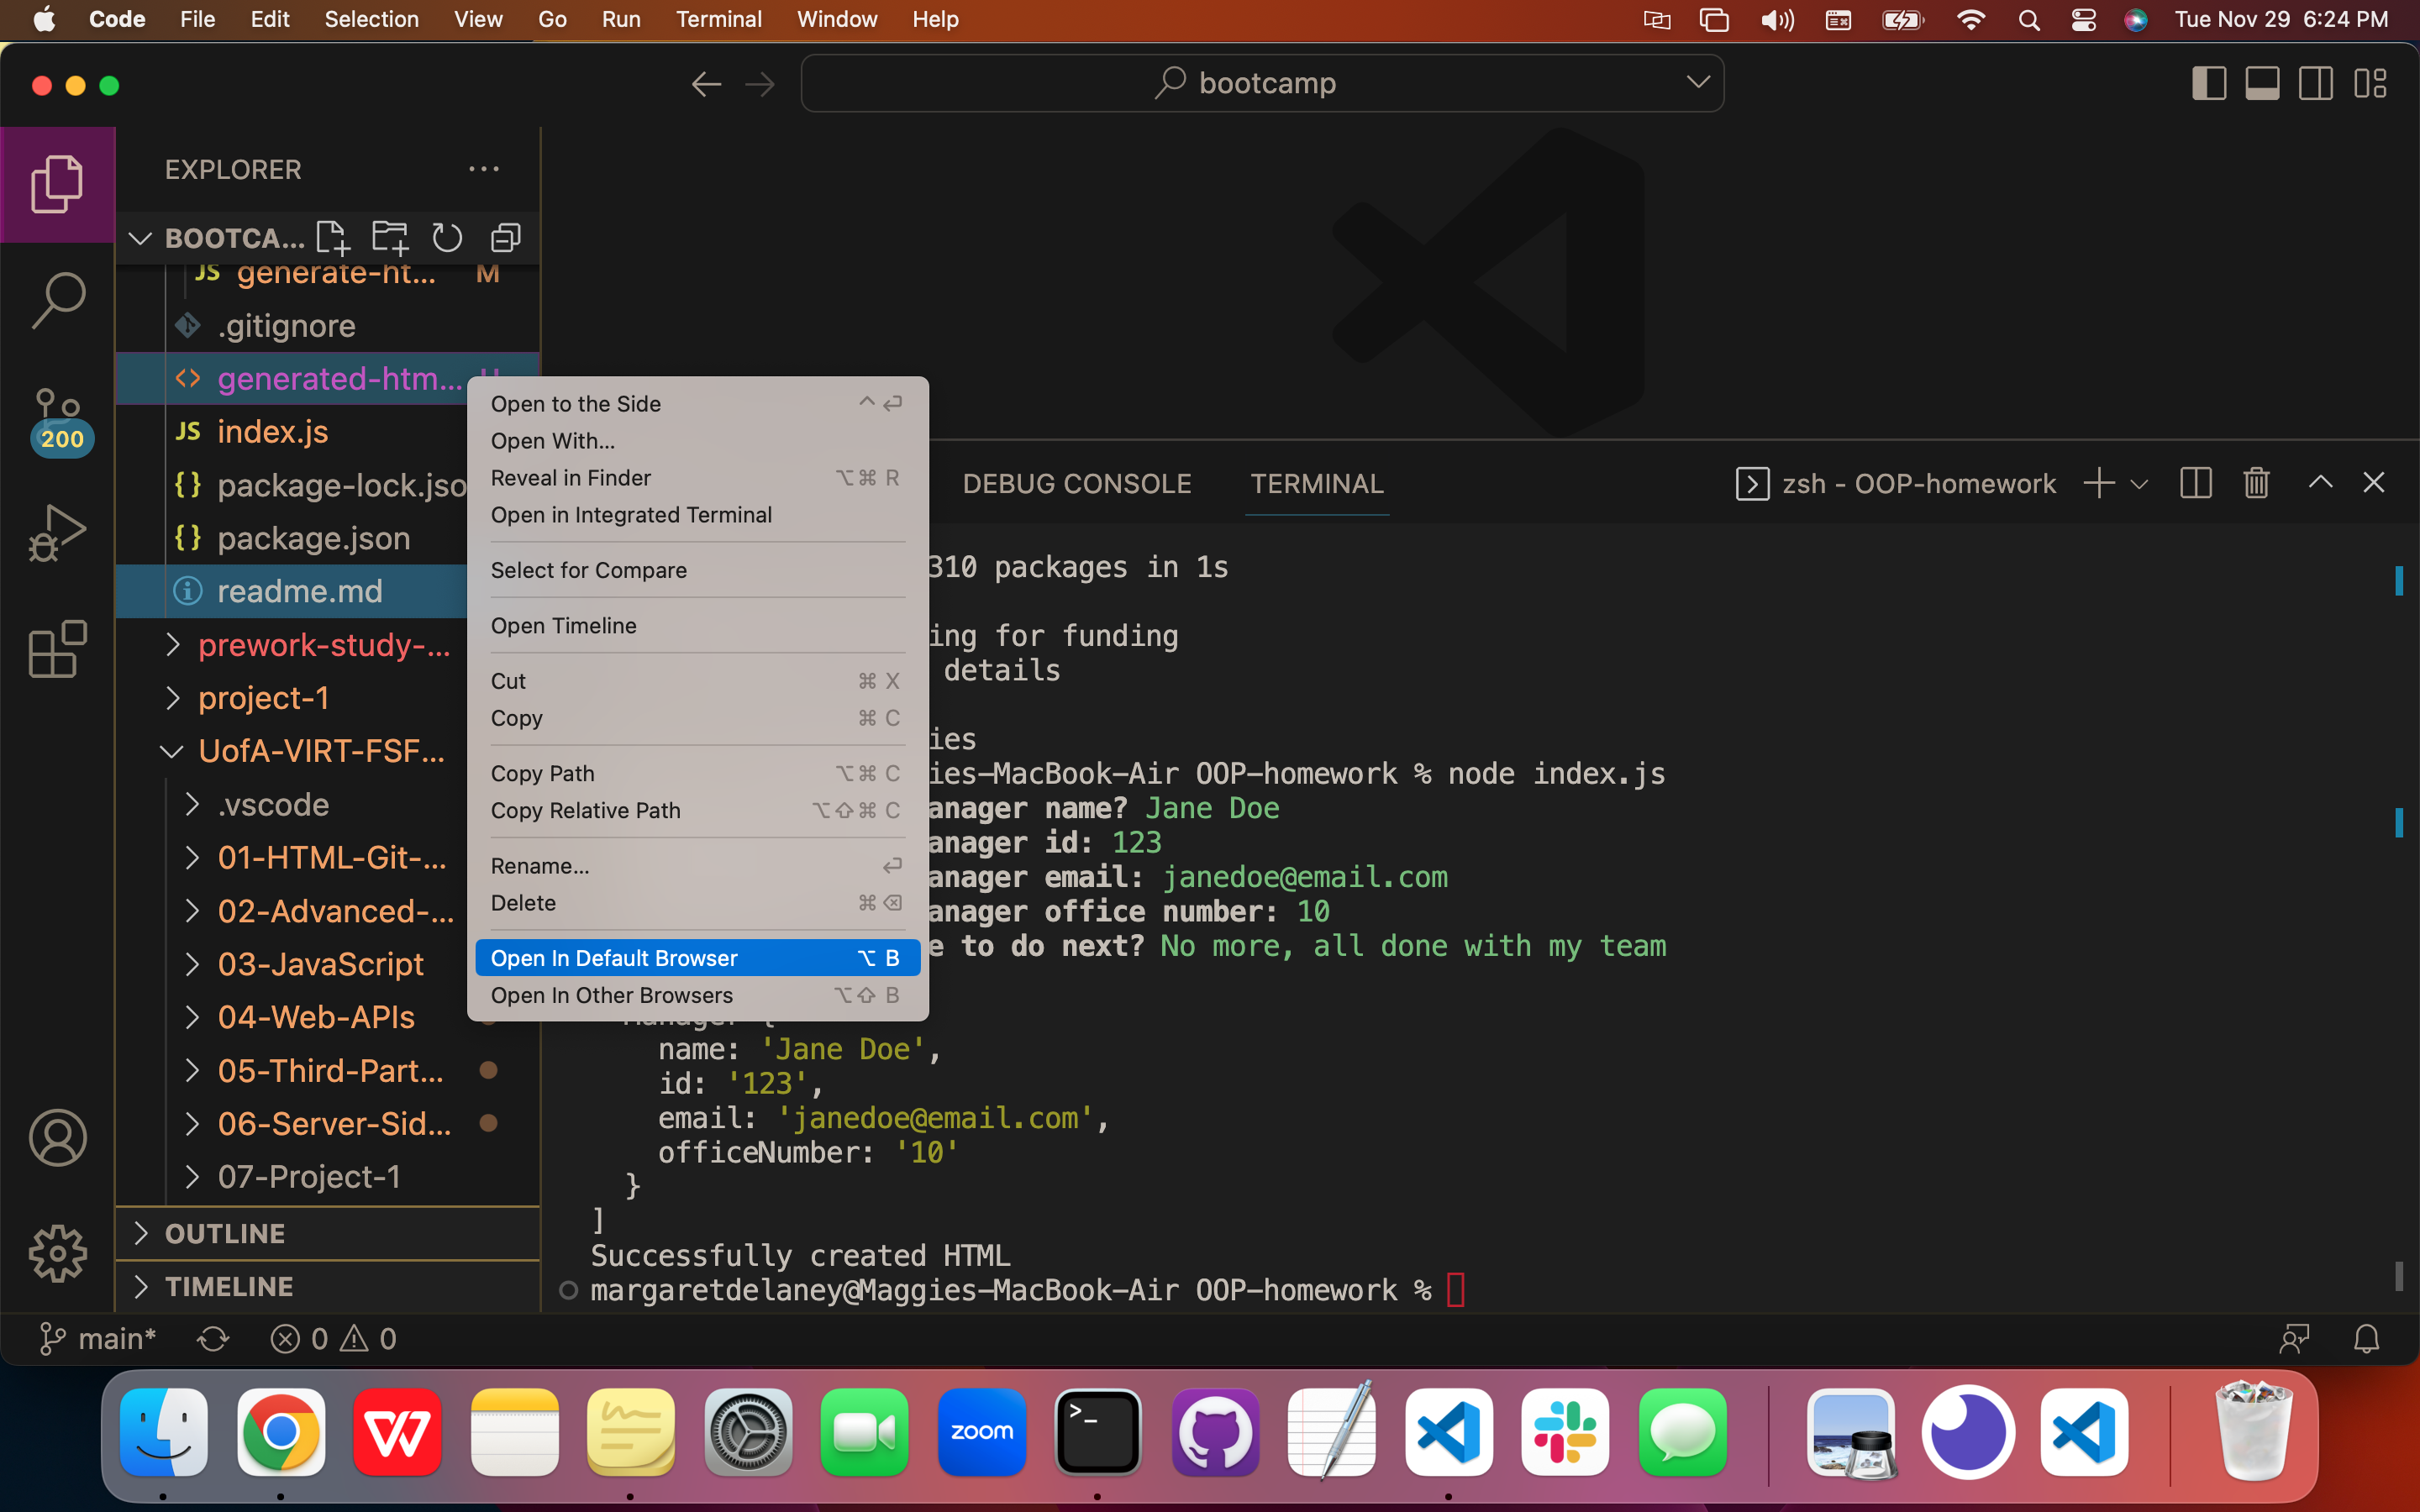 Code File Edit Selection View Go Run Terminal Window Help Tue Nov 29 6:24 PM
bootcamp
EXPLORER
BOOTCA...
JS generate-ht... M
.gitignore
<> generated-htm... U
JS index.js
{} package-lock.jso
{} package.json
readme.md
prework-study-...
project-1
UofA-VIRT-FSF...
.vscode
01-HTML-Git-...
02-Advanced-...
03-JavaScript
04-Web-APIs
05-Third-Part...
06-Server-Sid...
07-Project-1
OUTLINE
TIMELINE
200
Open to the Side ^ ↩
Open With...
Reveal in Finder ⌥⌘ R
Open in Integrated Terminal
Select for Compare
Open Timeline
Cut ⌘ X
Copy ⌘ C
Copy Path ⌥⌘ C
Copy Relative Path ⌥⇧⌘ C
Rename... ↩
Delete ⌘⌫
Open In Default Browser ⌥ B
Open In Other Browsers ⌥⇧ B
DEBUG CONSOLE TERMINAL zsh - OOP-homework
310 packages in 1s
ing for funding
details
ies
ies-MacBook-Air OOP-homework % node index.js
anager name? Jane Doe
anager id: 123
anager email: janedoe@email.com
anager office number: 10
e to do next? No more, all done with my team
Manager {
name: 'Jane Doe',
id: '123',
email: 'janedoe@email.com',
officeNumber: '10'
}
]
Successfully created HTML
margaretdelaney@Maggies-MacBook-Air OOP-homework %
main* 0 0
zoom
>_